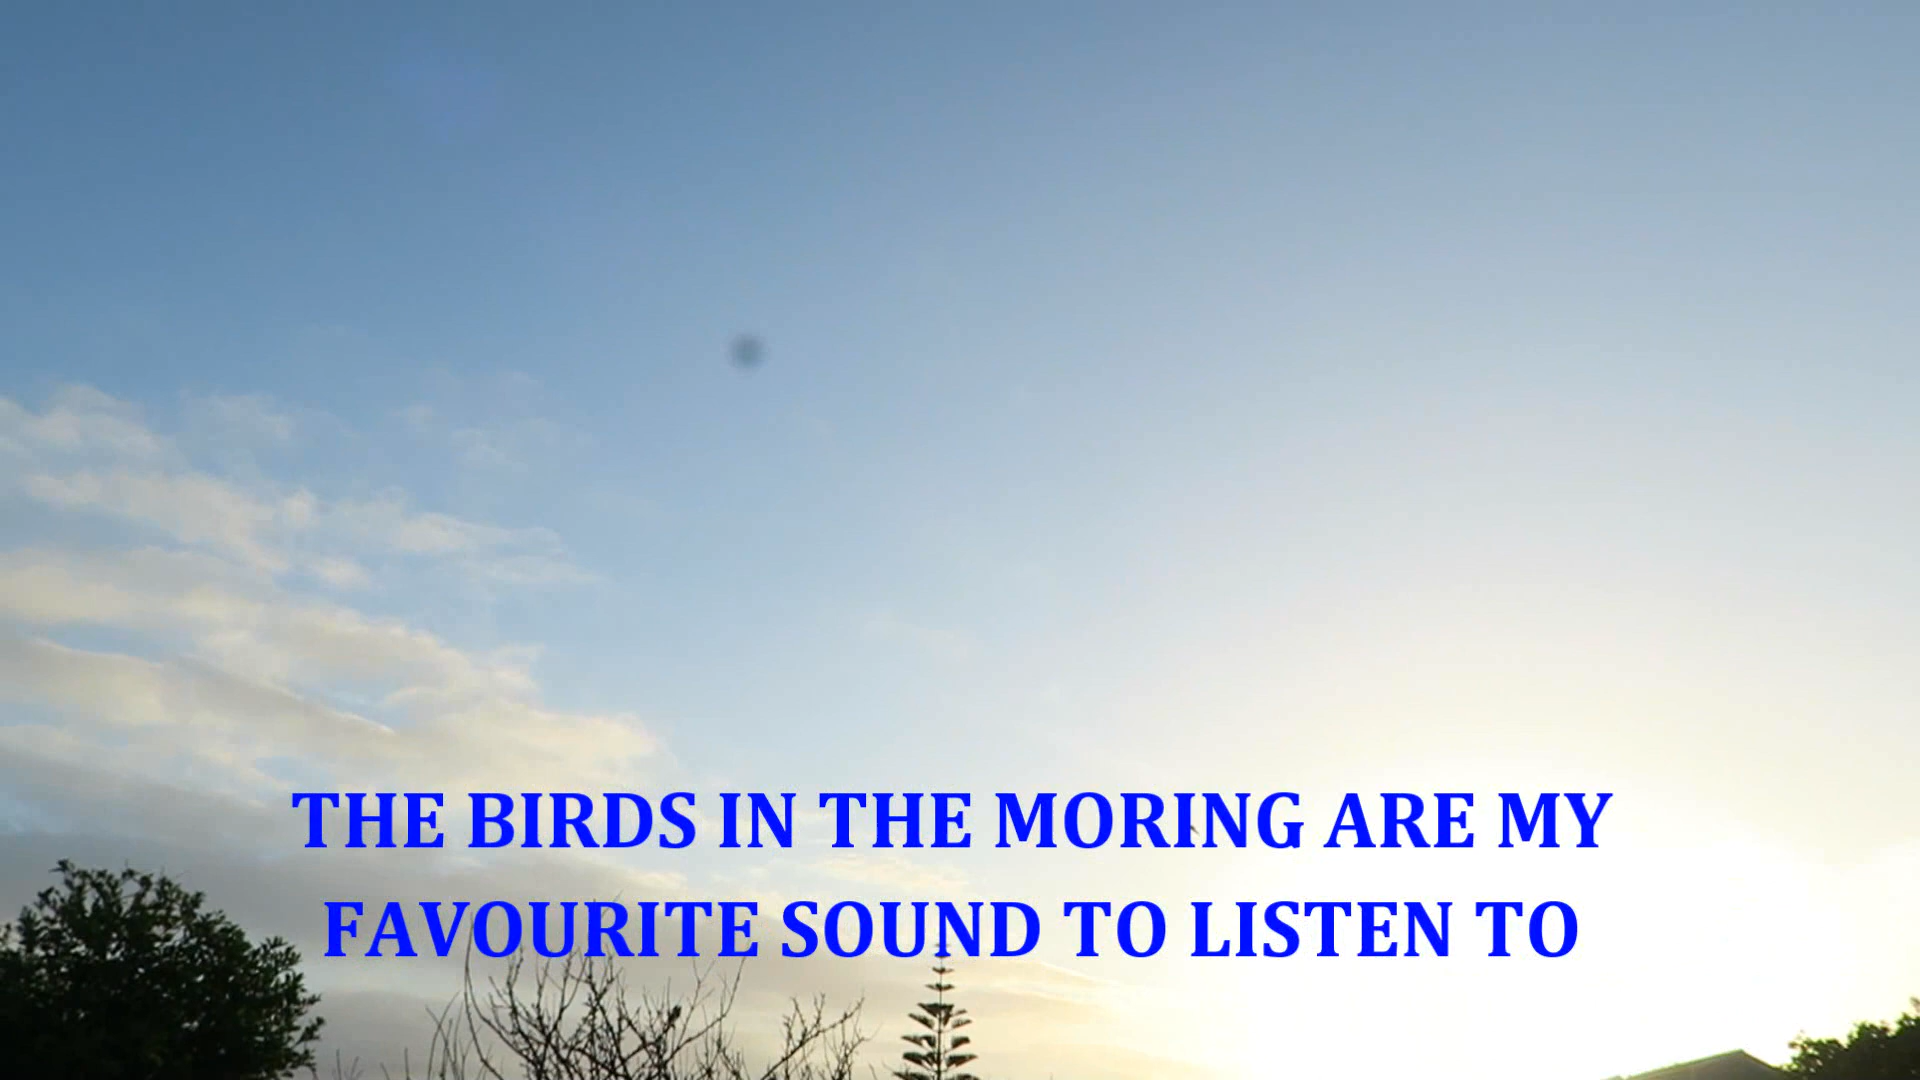 THE BIRDS IN THE MORING ARE MY
FAVOURITE SOUND TO LISTEN TO